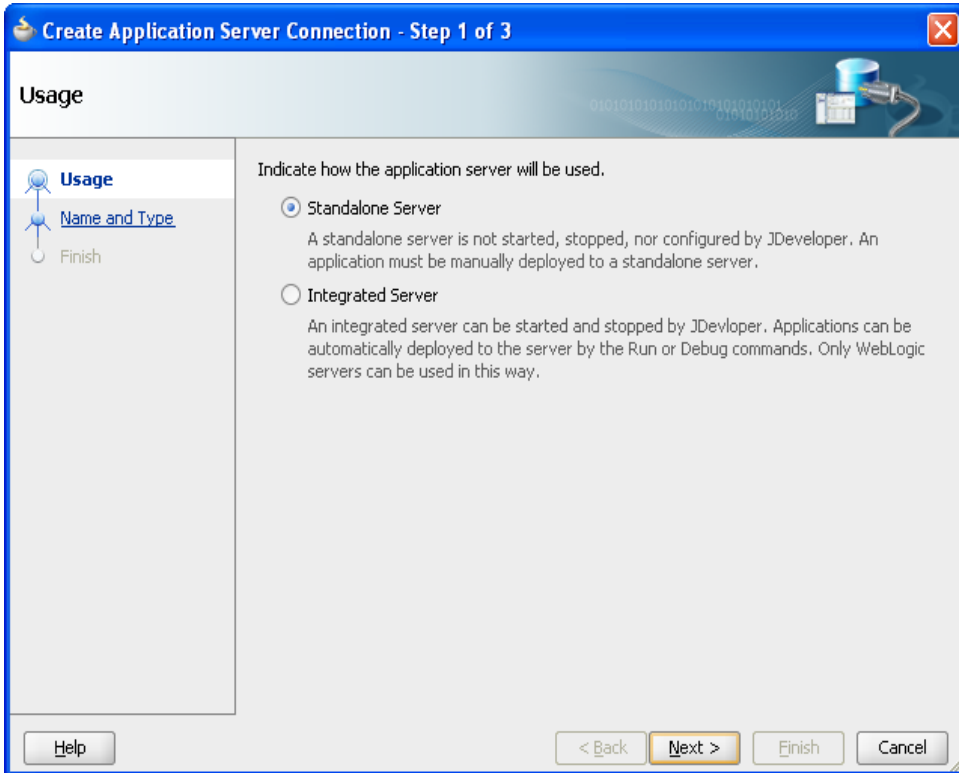 Create Application Server Connection - Step 1 of 3
Usage
Usage
Name and Type
Finish
Indicate how the application server will be used.
Standalone Server
A standalone server is not started, stopped, nor configured by JDeveloper. An
application must be manually deployed to a standalone server.
Integrated Server
An integrated server can be started and stopped by JDevloper. Applications can be
automatically deployed to the server by the Run or Debug commands. Only WebLogic
servers can be used in this way.
Help
< Back
Next >
Finish
Cancel